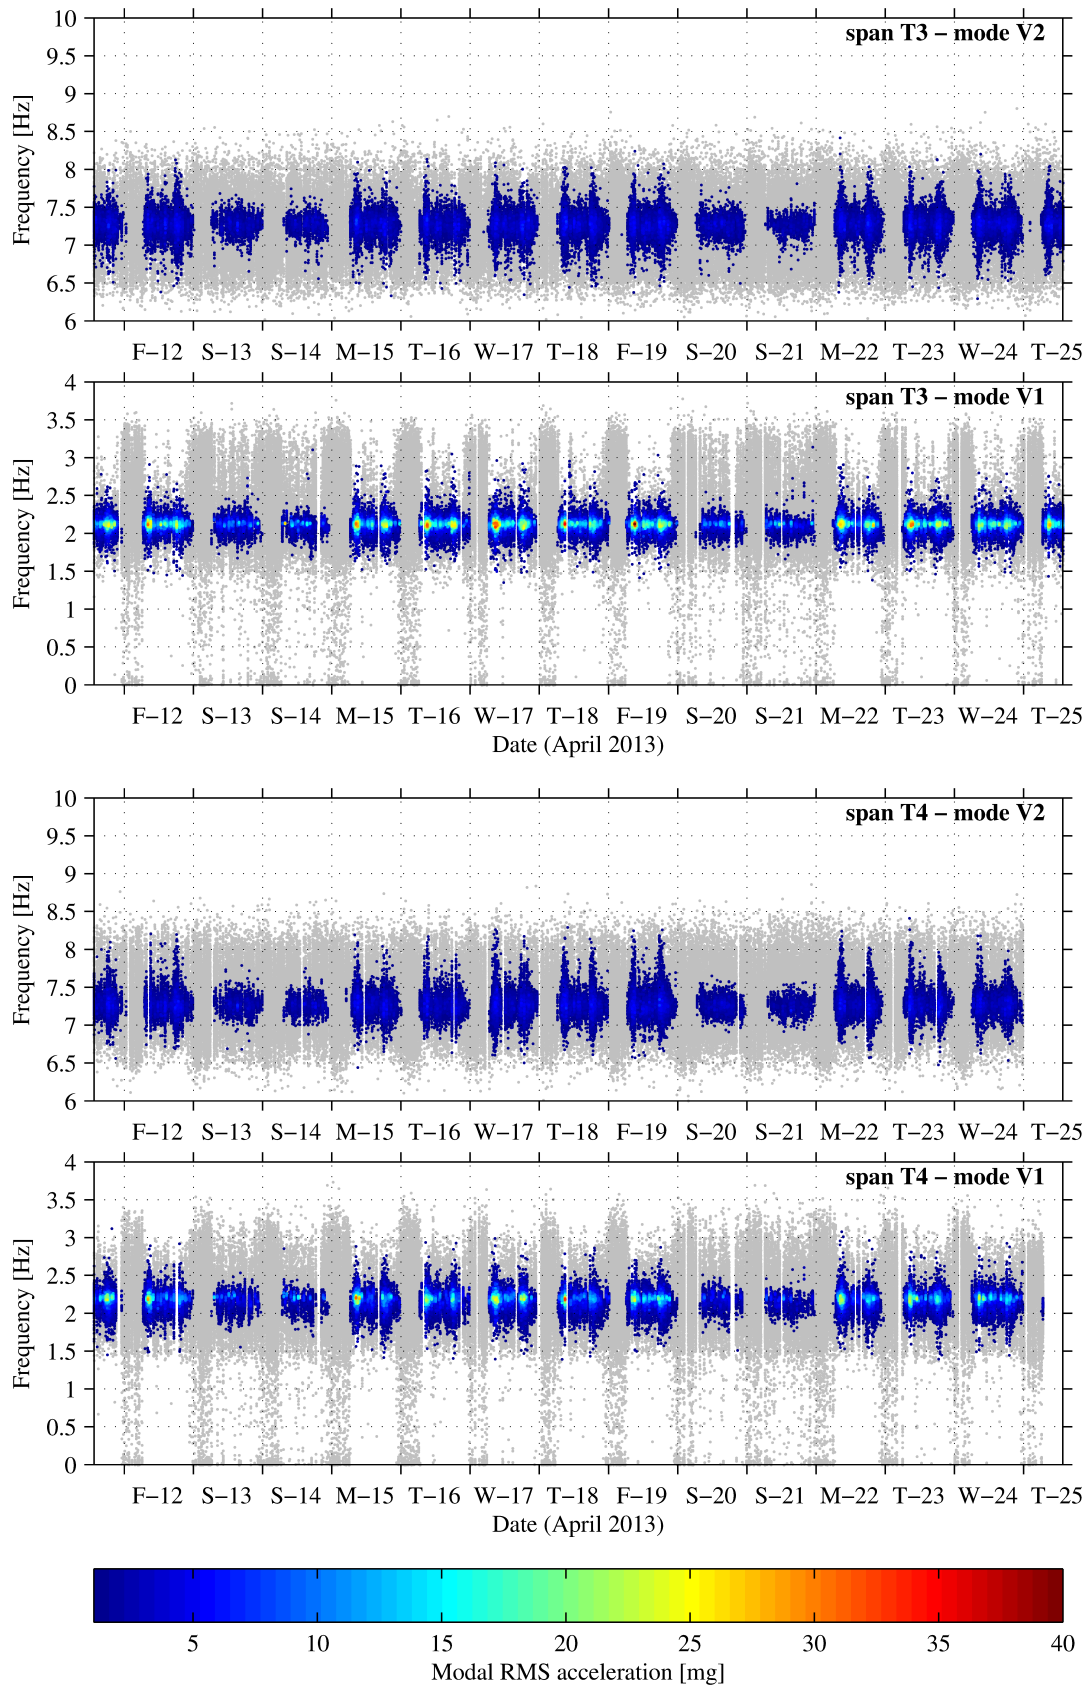 span T3 – mode V2
Frequency [Hz]
10
9.5
9
8.5
8
7.5
7
6.5
6
F–12 S–13 S–14 M–15 T–16 W–17 T–18 F–19 S–20 S–21 M–22 T–23 W–24 T–25
span T3 – mode V1
Frequency [Hz]
4
3.5
3
2.5
2
1.5
1
0.5
0
F–12 S–13 S–14 M–15 T–16 W–17 T–18 F–19 S–20 S–21 M–22 T–23 W–24 T–25
Date (April 2013)
span T4 – mode V2
Frequency [Hz]
10
9.5
9
8.5
8
7.5
7
6.5
6
F–12 S–13 S–14 M–15 T–16 W–17 T–18 F–19 S–20 S–21 M–22 T–23 W–24 T–25
span T4 – mode V1
Frequency [Hz]
4
3.5
3
2.5
2
1.5
1
0.5
0
F–12 S–13 S–14 M–15 T–16 W–17 T–18 F–19 S–20 S–21 M–22 T–23 W–24 T–25
Date (April 2013)
5 10 15 20 25 30 35 40
Modal RMS acceleration [mg]